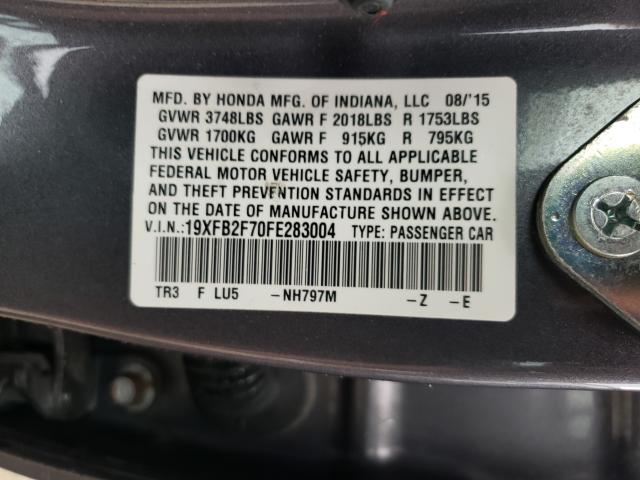 MFD. BY HONDA MFG. OF INDIANA, LLC 08/'15
GVWR 3748LBS GAWR F 2018LBS R 1753LBS
GVWR 1700KG GAWR F 915KG R 795KG
THIS VEHICLE CONFORMS TO ALL APPLICABLE
FEDERAL MOTOR VEHICLE SAFETY, BUMPER,
AND THEFT PREVENTION STANDARDS IN EFFECT
ON THE DATE OF MANUFACTURE SHOWN ABOVE.
V.I.N.:19XFB2F70FE283004 TYPE: PASSENGER CAR
TR3 F LU5 -NH797M -Z -E